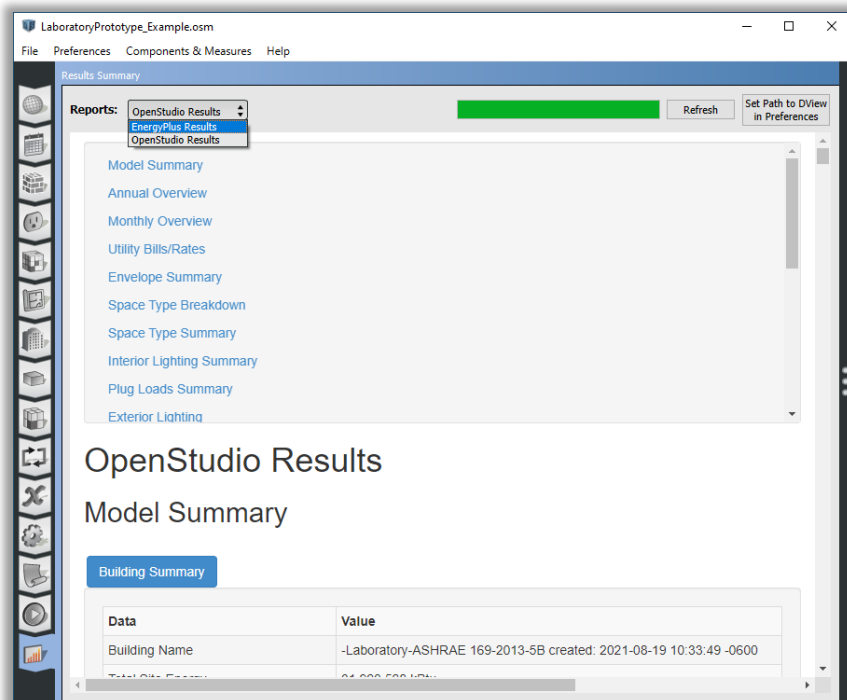 LaboratoryPrototype_Example.osm
File Preferences Components & Measures Help
Results Summary
Reports: OpenStudio Results Refresh Set Path to DView
in Preferences
EnergyPlus Results
OpenStudio Results
Model Summary
Annual Overview
Monthly Overview
Utility Bills/Rates
Envelope Summary
Space Type Breakdown
Space Type Summary
Interior Lighting Summary
Plug Loads Summary
Exterior Lighting
OpenStudio Results
Model Summary
Building Summary
Data Value
Building Name -Laboratory-ASHRAE 169-2013-5B created: 2021-08-19 10:33:49 -0600
Total Site Energy